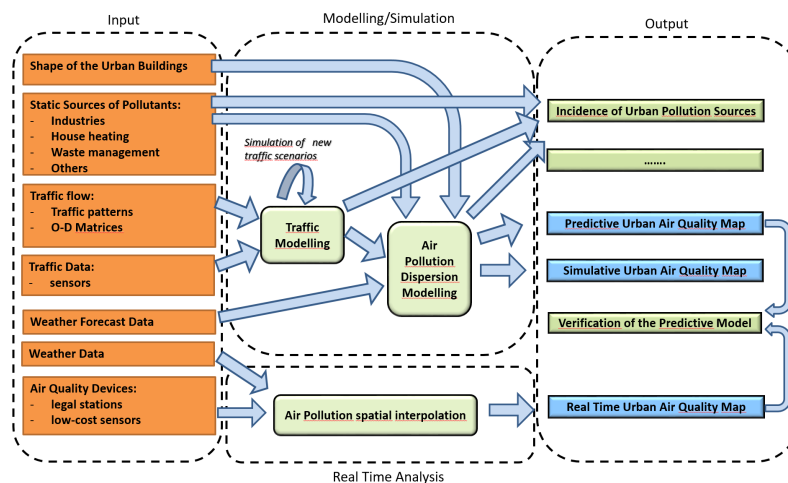 Input
Modelling/Simulation
Output
Shape of the Urban Buildings
Static Sources of Pollutants:
- Industries
- House heating
- Waste management
- Others
Traffic flow:
- Traffic patterns
- O-D Matrices
Traffic Data:
- sensors
Weather Forecast Data
Weather Data
Air Quality Devices:
- legal stations
- low-cost sensors
Simulation of new
traffic scenarios
Traffic
Modelling
Air
Pollution
Dispersion
Modelling
Air Pollution spatial interpolation
Real Time Analysis
Incidence of Urban Pollution Sources
.......
Predictive Urban Air Quality Map
Simulative Urban Air Quality Map
Verification of the Predictive Model
Real Time Urban Air Quality Map